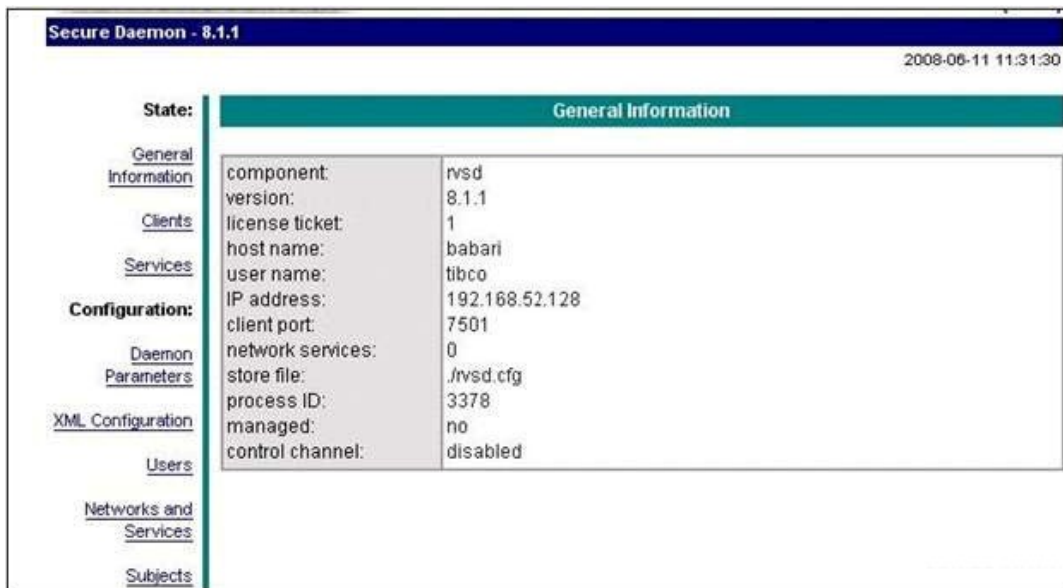 Secure Daemon - 8.1.1
2008-06-11 11:31:30
State:
General
Information
Clients
Services
Configuration:
Daemon
Parameters
XML Configuration
Users
Networks and
Services
Subjects
General Information
component: rvsd
version: 8.1.1
license ticket: 1
host name: babari
user name: tibco
IP address: 192.168.52.128
client port: 7501
network services: 0
store file: ./rvsd.cfg
process ID: 3378
managed: no
control channel: disabled